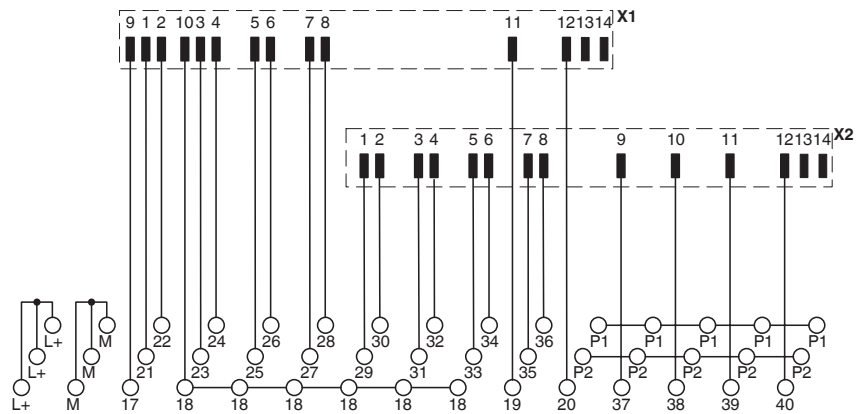 9 1 2 10 3 4 5 6 7 8 11 12 13 14 X1
1 2 3 4 5 6 7 8 9 10 11 12 13 14 X2
L+ M 22 24 26 28 30 32 34 36 P1 P1 P1 P1 P1
L+ M 21 23 25 27 29 31 33 35 P2 P2 P2 P2 P2
L+ M 17 18 18 18 18 18 18 19 20 37 38 39 40